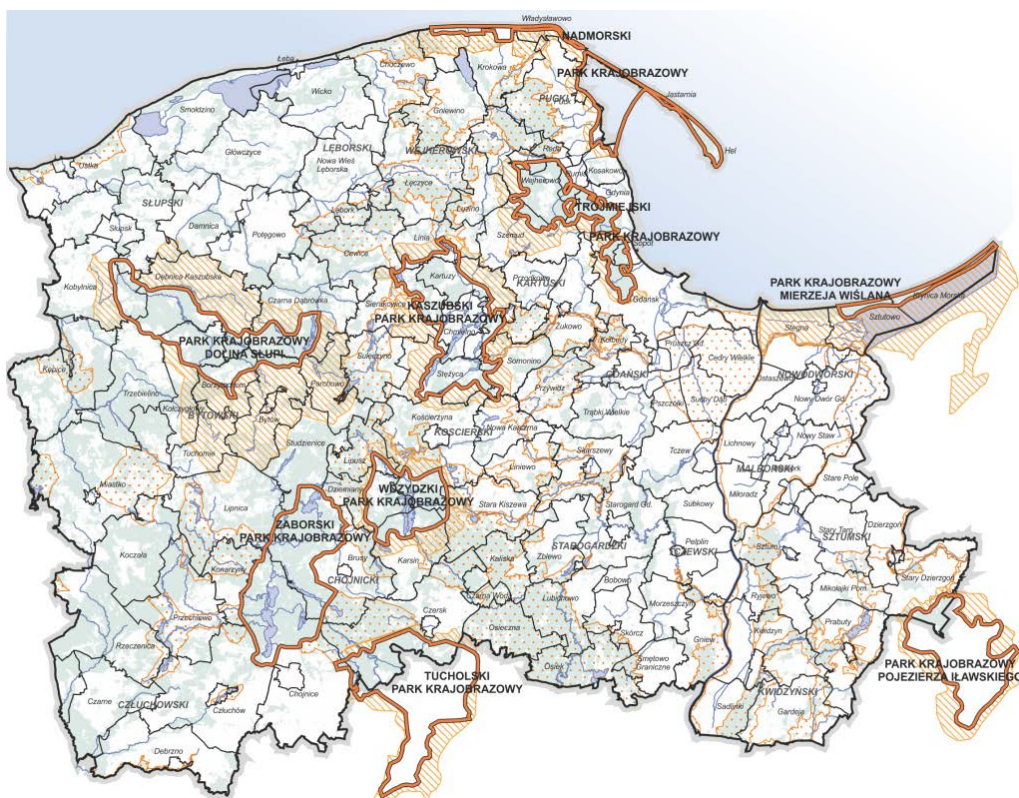 Władysławowo
NADMORSKI
PARK KRAJOBRAZOWY
Jastarnia
Hel
Łeba
Choczewo
Krokowa
Wicko
Smołdzino
Gniewino
PUCKI
Puck
Główczyce
LĘBORSKI
WEJHEROWSKI
Nowa Wieś
Lęborska
Reda
Rumia
Kosakowo
Ustka
Wejherowo
Łęczyce
Gdynia
SŁUPSKI
Lębork
Luzino
TRÓJMIEJSKI
PARK KRAJOBRAZOWY
Słupsk
Damnica
Potęgowo
Linia
Szemud
Sopot
Cewice
Dębnica Kaszubska
Kartuzy
Przodkowo
KARTUSKI
Kobylnica
Czarna Dąbrówka
Sierakowice
KASZUBSKI
PARK KRAJOBRAZOWY
Gdańsk
PARK KRAJOBRAZOWY
MIERZEJA WIŚLANA
Krynica Morska
Sztutowo
Stegna
Chmielno
Żukowo
Kolbudy
Pruszcz Gd.
PARK KRAJOBRAZOWY
DOLINA SŁUPI
Sulęczyno
Somonino
Cedry Wielkie
Kępice
GDAŃSKI
NOWODWORSKI
Ostaszewo
Borzytuchom
Parchowo
Stężyca
Przywidz
Trzebielino
Kołczygłowy
BYTOWSKI
Bytów
Suchy Dąb
Pszczółki
Nowy Dwór Gd.
Kościerzyna
KOŚCIERSKI
Nowa Karczma
Trąbki Wielkie
Tuchomie
Studzienice
Lichnowy
Nowy Staw
Skarszewy
Tczew
Lipusz
Liniewo
MALBORSKI
Miastko
Dziemiany
WDZYDZKI
PARK KRAJOBRAZOWY
Stare Pole
Miłoradz
Lipnica
Stara Kiszewa
Starogard Gd.
Subkowy
ZABORSKI
PARK KRAJOBRAZOWY
Dzierzgoń
Stary Targ
SZTUMSKI
Koczała
Brusy
Karsin
Kaliska
Zblewo
STAROGARDZKI
Pelplin
TCZEWSKI
Sztum
Konarzyny
CHOJNICKI
Bobowo
Stary Dzierzgoń
Mikołajki Pom.
Czarna Woda
Lubichowo
Morzeszczyn
Ryjewo
Przechlewo
Czersk
Osieczna
Skórcz
Prabuty
Gniew
Kwidzyn
Rzeczenica
Osiek
Smętowo
Graniczne
PARK KRAJOBRAZOWY
POJEZIERZA IŁAWSKIEGO
TUCHOLSKI
PARK KRAJOBRAZOWY
Chojnice
KWIDZYŃSKI
Czarne
CZŁUCHOWSKI
Człuchów
Sadlinki
Gardeja
Debrzno